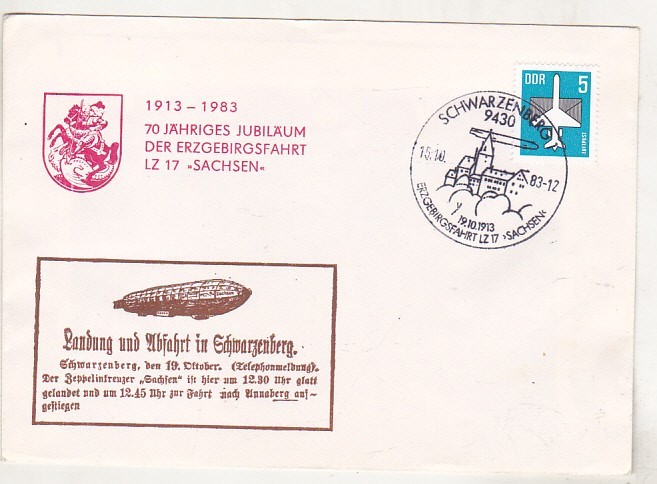 1913 – 1983
70 JÄHRIGES JUBILÄUM
DER ERZGEBIRGSFAHRT
LZ 17 »SACHSEN«
DDR 5
SCHWARZENBERG
9430
15.10. 83-12
19.10.1913
ERZGEBIRGSFAHRT LZ 17 ›SACHSEN‹
Landung und Abfahrt in Schwarzenberg.
Schwarzenberg, den 19. Oktober. (Telephonmeldung).
Der Zeppelinkreuzer „Sachsen“ ist hier um 12.30 Uhr glatt
gelandet und um 12.45 Uhr zur Fahrt nach Annaberg auf-
gestiegen